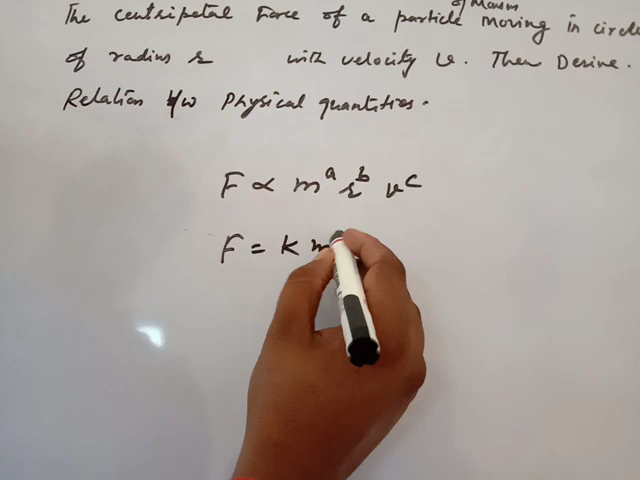 of Mass m
The centripetal Force of a particle moving in circle
of radius r with velocity v. Then Derive.
Relation b/w Physical quantities.
F ∝ m^a r^b v^c
F = K m